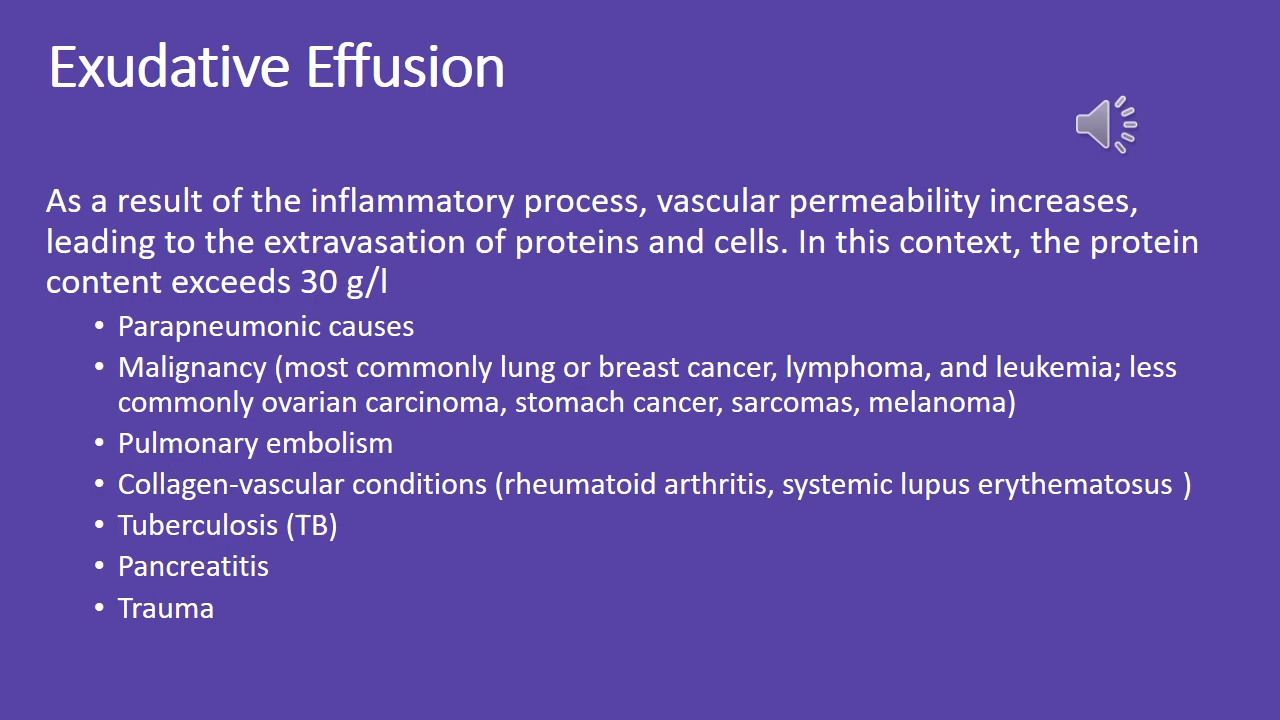 Exudative Effusion
As a result of the inflammatory process, vascular permeability increases,
leading to the extravasation of proteins and cells. In this context, the protein
content exceeds 30 g/l
• Parapneumonic causes
• Malignancy (most commonly lung or breast cancer, lymphoma, and leukemia; less
commonly ovarian carcinoma, stomach cancer, sarcomas, melanoma)
• Pulmonary embolism
• Collagen-vascular conditions (rheumatoid arthritis, systemic lupus erythematosus )
• Tuberculosis (TB)
• Pancreatitis
• Trauma